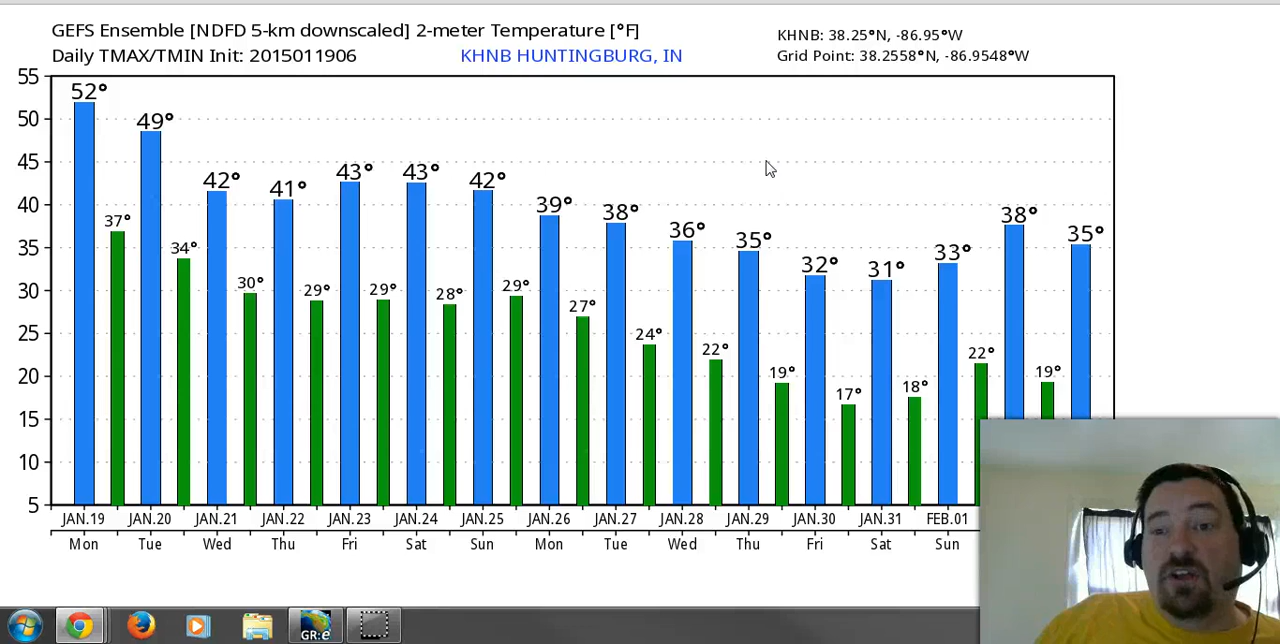 GEFS Ensemble [NDFD 5-km downscaled] 2-meter Temperature [°F]
Daily TMAX/TMIN Init: 2015011906
KHNB HUNTINGBURG, IN
KHNB: 38.25°N, -86.95°W
Grid Point: 38.2558°N, -86.9548°W
55
50
45
40
35
30
25
20
15
10
5
52° 37° 49° 34° 42° 30° 41° 29° 43° 29° 43° 28° 42° 29° 39° 27° 38° 24° 36° 22° 35° 19° 32° 17° 31° 18° 33° 22° 38° 19° 35°
JAN.19 JAN.20 JAN.21 JAN.22 JAN.23 JAN.24 JAN.25 JAN.26 JAN.27 JAN.28 JAN.29 JAN.30 JAN.31 FEB.01
Mon Tue Wed Thu Fri Sat Sun Mon Tue Wed Thu Fri Sat Sun
GR:e